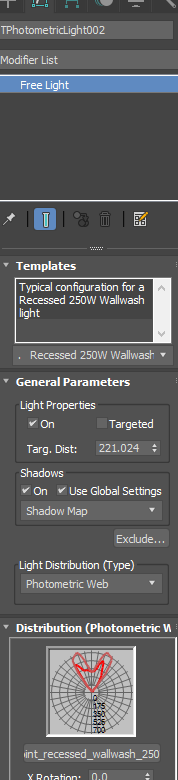 TPhotometricLight002
Modifier List
Free Light
Templates
Typical configuration for a
Recessed 250W Wallwash
light
. Recessed 250W Wallwash
General Parameters
Light Properties
On
Targeted
Targ. Dist:
221.024
Shadows
On
Use Global Settings
Shadow Map
Exclude...
Light Distribution (Type)
Photometric Web
Distribution (Photometric W
0
175
350
525
700
int_recessed_wallwash_250
X Rotation:
0.0